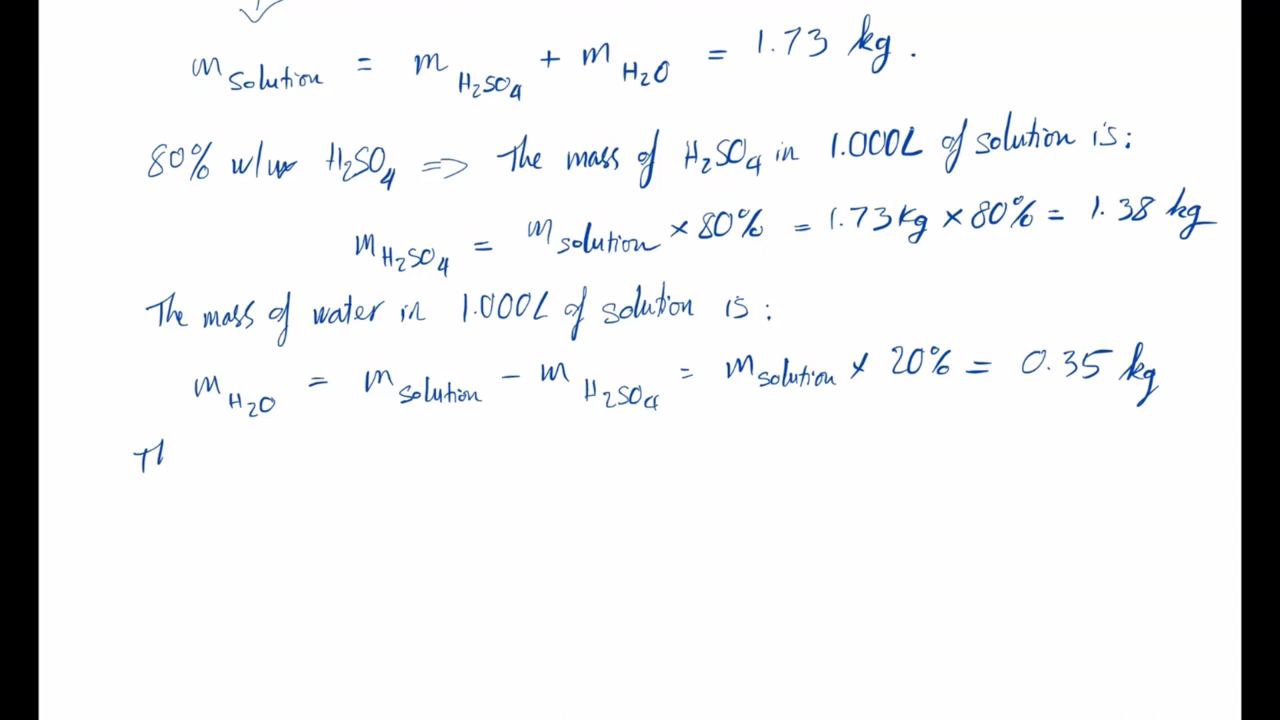 m solution = m H₂SO₄ + m H₂O = 1.73 kg.
80% w/w H₂SO₄ => The mass of H₂SO₄ in 1.000L of solution is:
m H₂SO₄ = m solution × 80% = 1.73kg × 80% = 1.38 kg
The mass of water in 1.000L of solution is:
m H₂O = m solution - m H₂SO₄ = m solution × 20% = 0.35 kg
Th